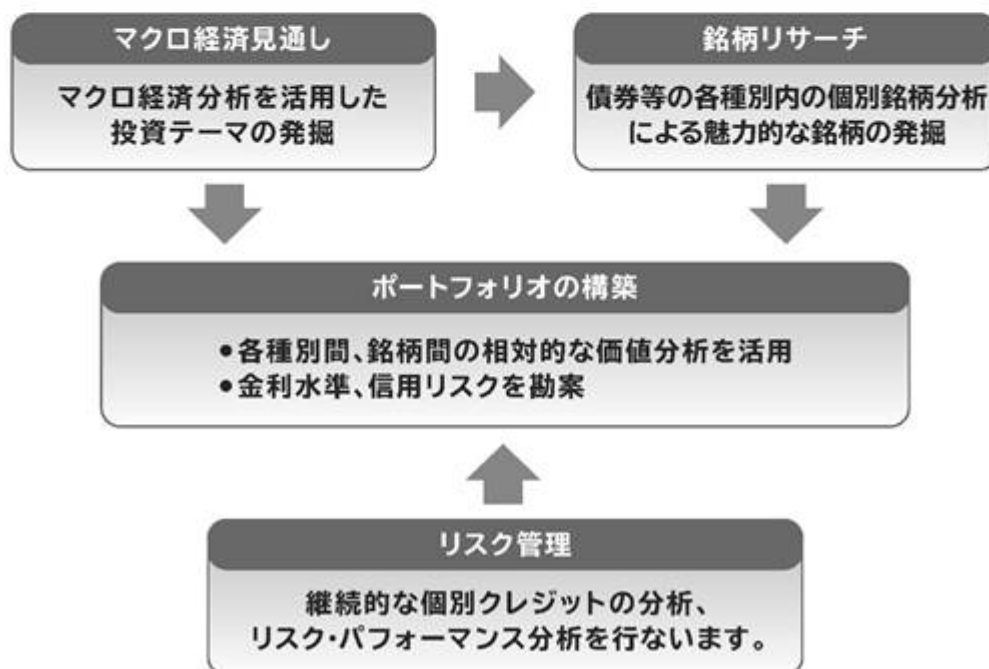 マクロ経済見通し
マクロ経済分析を活用した
投資テーマの発掘
銘柄リサーチ
債券等の各種別内の個別銘柄分析
による魅力的な銘柄の発掘
ポートフォリオの構築
●各種別間、銘柄間の相対的な価値分析を活用
●金利水準、信用リスクを勘案
リスク管理
継続的な個別クレジットの分析、
リスク・パフォーマンス分析を行ないます。